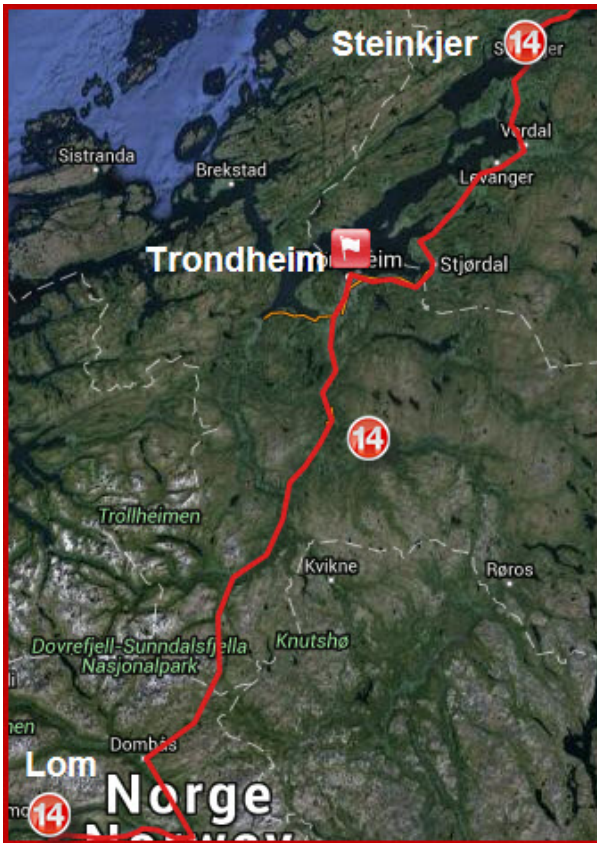 Steinkjer
14
Verdal
Levanger
Sistranda
Brekstad
Trondheim
Stjørdal
14
Trollheimen
Kvikne
Røros
Dovrefjell-Sunndalsfjella
Nasjonalpark
Knutshø
Dombås
Lom
14
Norge
Norway